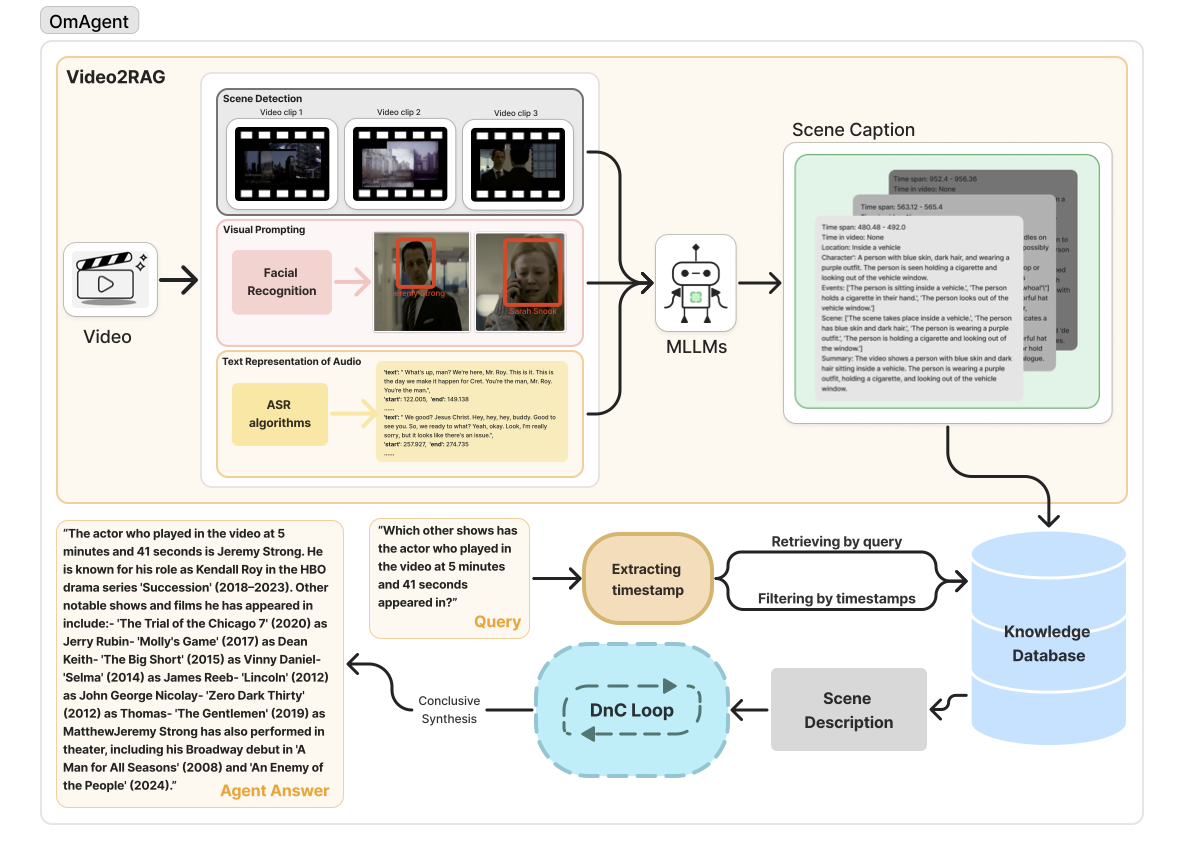 OmAgent
Video2RAG
Scene Detection
Video clip 1
Video clip 2
Video clip 3
Visual Prompting
Facial
Recognition
Jeremy Strong
Sarah Snook
Text Representation of Audio
ASR
algorithms
'text': " What's up, man? We're here, Mr. Roy. This is it. This is
the day we make it happen for Cret. You're the man, Mr. Roy.
You're the man.",
'start': 122.005, 'end': 149.138
......
'text': " We good? Jesus Christ. Hey, hey, hey, buddy. Good to
see you. So, we ready to what? Yeah, okay. Look, I'm really
sorry, but it looks like there's an issue.",
'start': 257.927, 'end': 274.735
......
Video
MLLMs
Scene Caption
Time span: 952.4 - 956.36
Time in video: None
Time span: 563.12 - 565.4
Time span: 480.48 - 492.0
Time in video: None
Location: Inside a vehicle
Character': A person with blue skin, dark hair, and wearing a
purple outfit. The person is seen holding a cigarette and
looking out of the vehicle window.
Events: ['The person is sitting inside a vehicle.', 'The person
holds a cigarette in their hand.', 'The person looks out of the
vehicle window.']
Scene: ['The scene takes place inside a vehicle.', 'The person
has blue skin and dark hair.', 'The person is wearing a purple
outfit.', 'The person is holding a cigarette and looking out of
the window.']
Summary: The video shows a person with blue skin and dark
hair sitting inside a vehicle. The person is wearing a purple
outfit, holding a cigarette, and looking out of the vehicle
window.
"Which other shows has
the actor who played in
the video at 5 minutes
and 41 seconds
appeared in?"
Query
Extracting
timestamp
Retrieving by query
Filtering by timestamps
Knowledge
Database
Scene
Description
DnC Loop
Conclusive
Synthesis
"The actor who played in the video at 5
minutes and 41 seconds is Jeremy Strong. He
is known for his role as Kendall Roy in the HBO
drama series 'Succession' (2018–2023). Other
notable shows and films he has appeared in
include:- 'The Trial of the Chicago 7' (2020) as
Jerry Rubin- 'Molly's Game' (2017) as Dean
Keith- 'The Big Short' (2015) as Vinny Daniel-
'Selma' (2014) as James Reeb- 'Lincoln' (2012)
as John George Nicolay- 'Zero Dark Thirty'
(2012) as Thomas- 'The Gentlemen' (2019) as
MatthewJeremy Strong has also performed in
theater, including his Broadway debut in 'A
Man for All Seasons' (2008) and 'An Enemy of
the People' (2024)."
Agent Answer